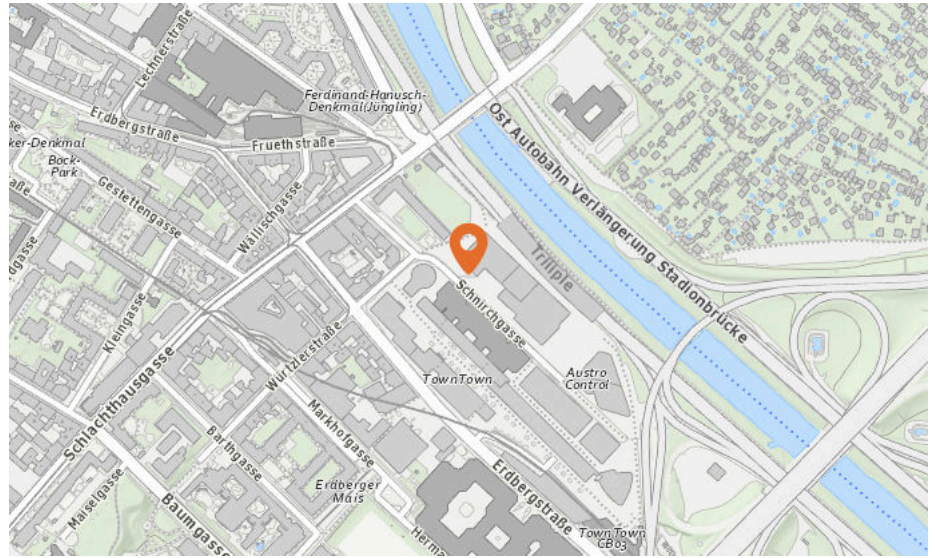 Lechnerstraße
Ferdinand-Hanusch-
Denkmal(Jüngling)
Erdbergstraße
Fruethstraße
Ost Autobahn Verlängerung Stadionbrücke
ker-Denkmal
Bock-
Park
Gestettengasse
Wällischgasse
Trillple
Schnirchgasse
Kleingasse
Würtzlerstraße
TownTown
Austro
Control
Schlachthausgasse
Markhofgasse
Barthgasse
Erdbergstraße
Erdberger
Mais
Maiselgasse
Baumgasse
Herma
TownTown
CB03